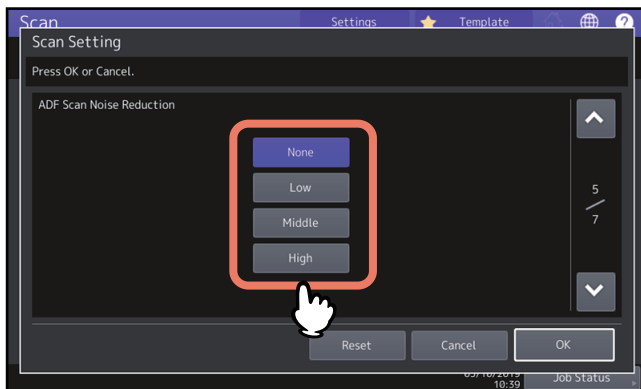 Scan
Settings
Template
Scan Setting
Press OK or Cancel.
ADF Scan Noise Reduction
None
Low
Middle
High
5
7
Reset
Cancel
OK
10:39
Job Status